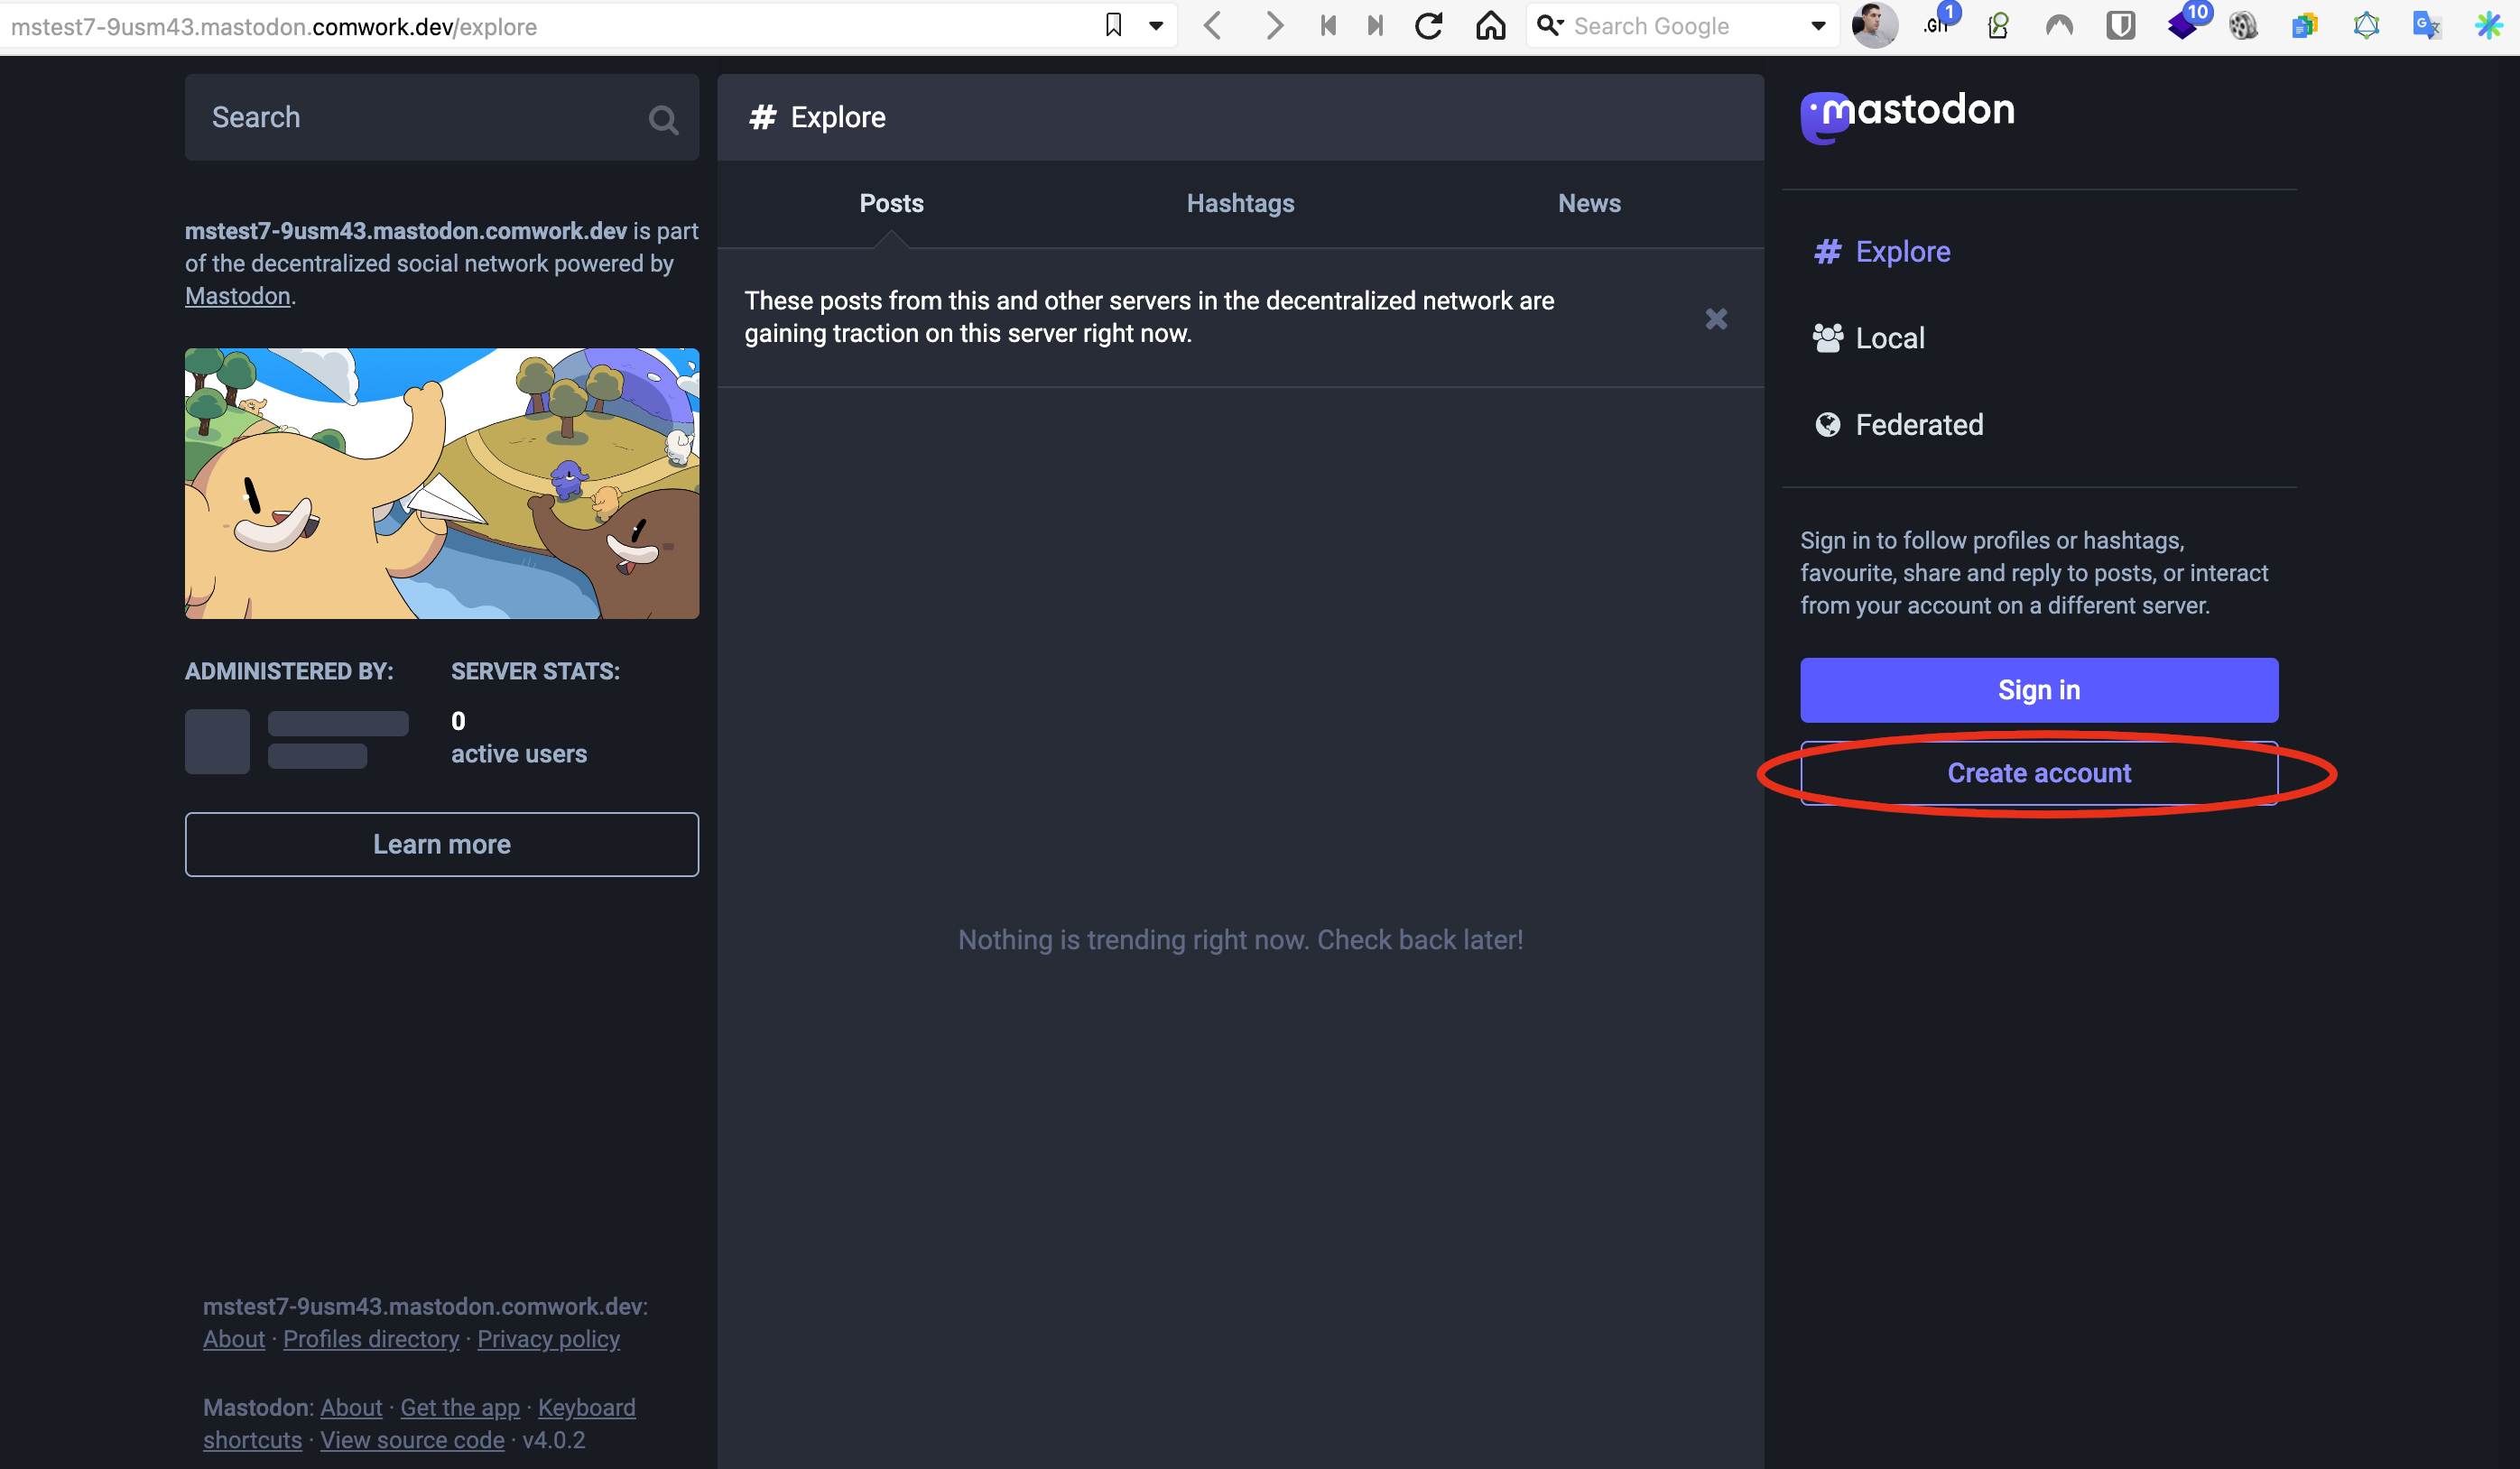 mstest7-9usm43.mastodon.comwork.dev/explore
Search Google
.GIT
1
10
G
Search
mstest7-9usm43.mastodon.comwork.dev is part
of the decentralized social network powered by
Mastodon.
ADMINISTERED BY:
SERVER STATS:
0
active users
Learn more
mstest7-9usm43.mastodon.comwork.dev:
About · Profiles directory · Privacy policy
Mastodon: About · Get the app · Keyboard
shortcuts · View source code · v4.0.2
# Explore
Posts
Hashtags
News
These posts from this and other servers in the decentralized network are
gaining traction on this server right now.
Nothing is trending right now. Check back later!
mastodon
# Explore
Local
Federated
Sign in to follow profiles or hashtags,
favourite, share and reply to posts, or interact
from your account on a different server.
Sign in
Create account